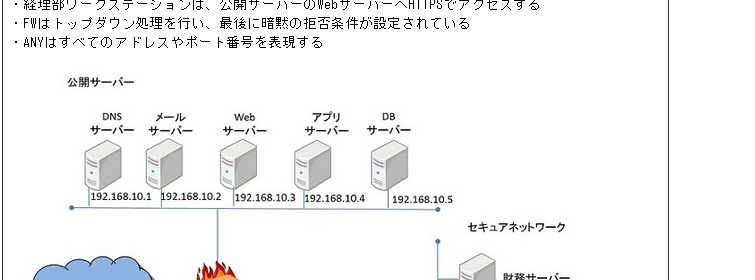 ・経理部ワークステーションは、公開サーバーのWebサーバーへHTTPSでアクセスする
・FWはトップダウン処理を行い、最後に暗黙の拒否条件が設定されている
・ANYはすべてのアドレスやポート番号を表現する
公開サーバー
DNS
サーバー
メール
サーバー
Web
サーバー
アプリ
サーバー
DB
サーバー
192.168.10.1
192.168.10.2
192.168.10.3
192.168.10.4
192.168.10.5
セキュアネットワーク
財務サーバー